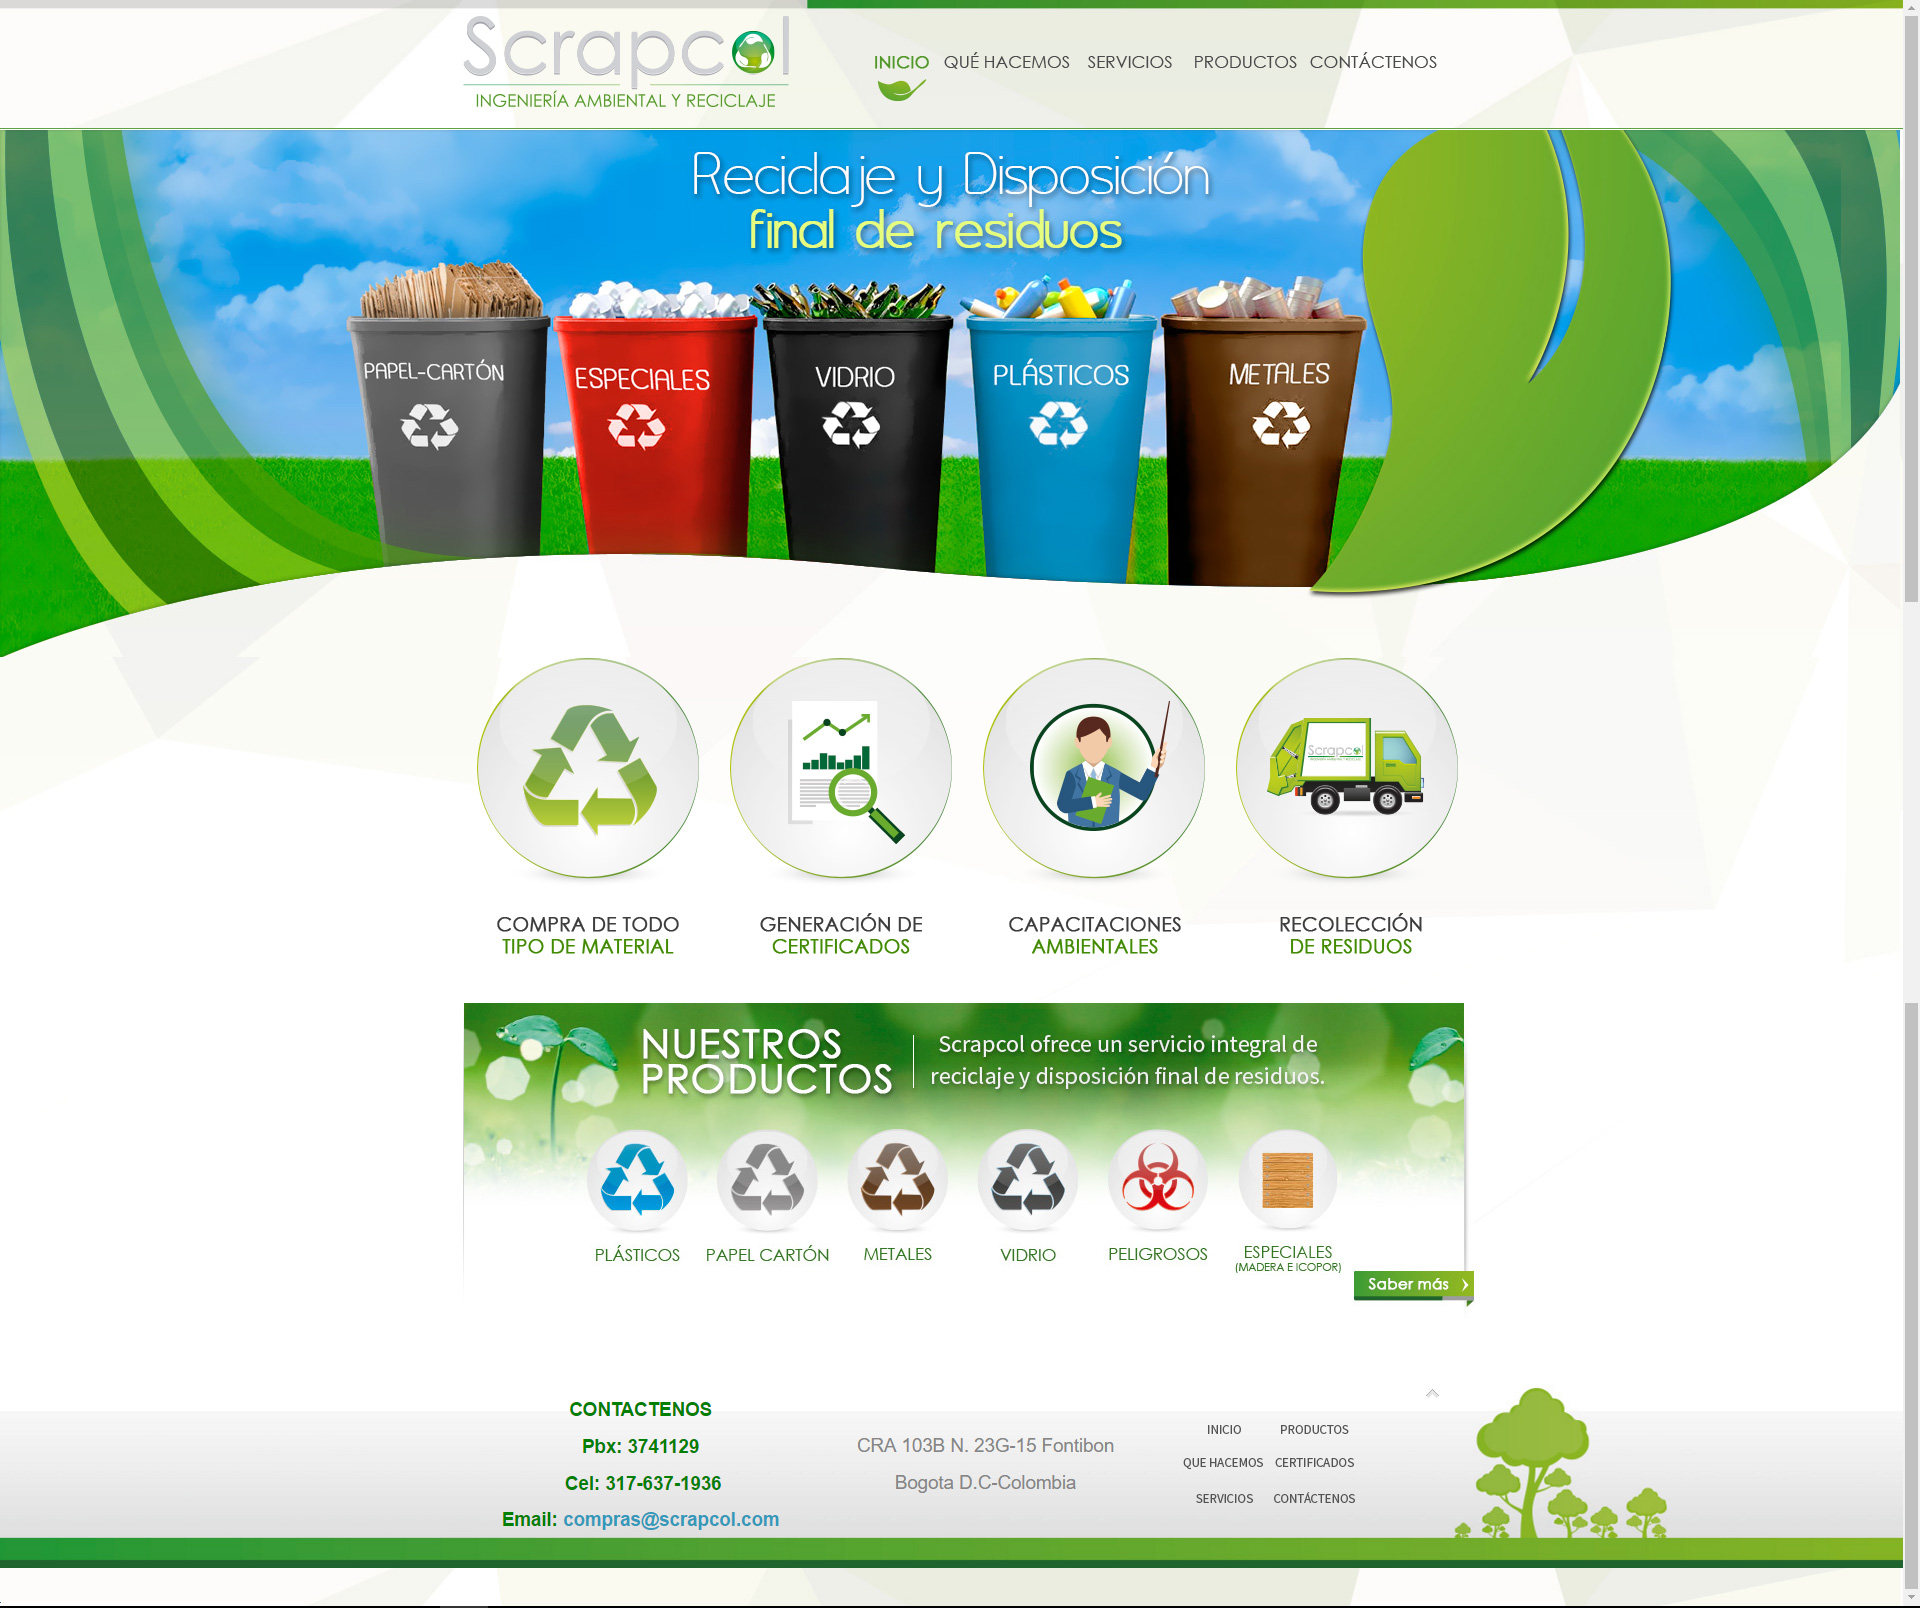 Scrapcol
INGENIERÍA AMBIENTAL Y RECICLAJE
INICIO QUÉ HACEMOS SERVICIOS PRODUCTOS CONTÁCTENOS
Reciclaje y Disposición
final de residuos
PAPEL-CARTÓN
ESPECIALES
VIDRIO
PLÁSTICOS
METALES
Scrapcol
COMPRA DE TODO
TIPO DE MATERIAL
GENERACIÓN DE
CERTIFICADOS
CAPACITACIONES
AMBIENTALES
RECOLECCIÓN
DE RESIDUOS
NUESTROS
PRODUCTOS
Scrapcol ofrece un servicio integral de
reciclaje y disposición final de residuos.
PLÁSTICOS
PAPEL CARTÓN
METALES
VIDRIO
PELIGROSOS
ESPECIALES
(MADERA E ICOPOR)
Saber más
CONTACTENOS
Pbx: 3741129
Cel: 317-637-1936
Email: compras@scrapcol.com
CRA 103B N. 23G-15 Fontibon
Bogota D.C-Colombia
INICIO PRODUCTOS
QUE HACEMOS CERTIFICADOS
SERVICIOS CONTÁCTENOS